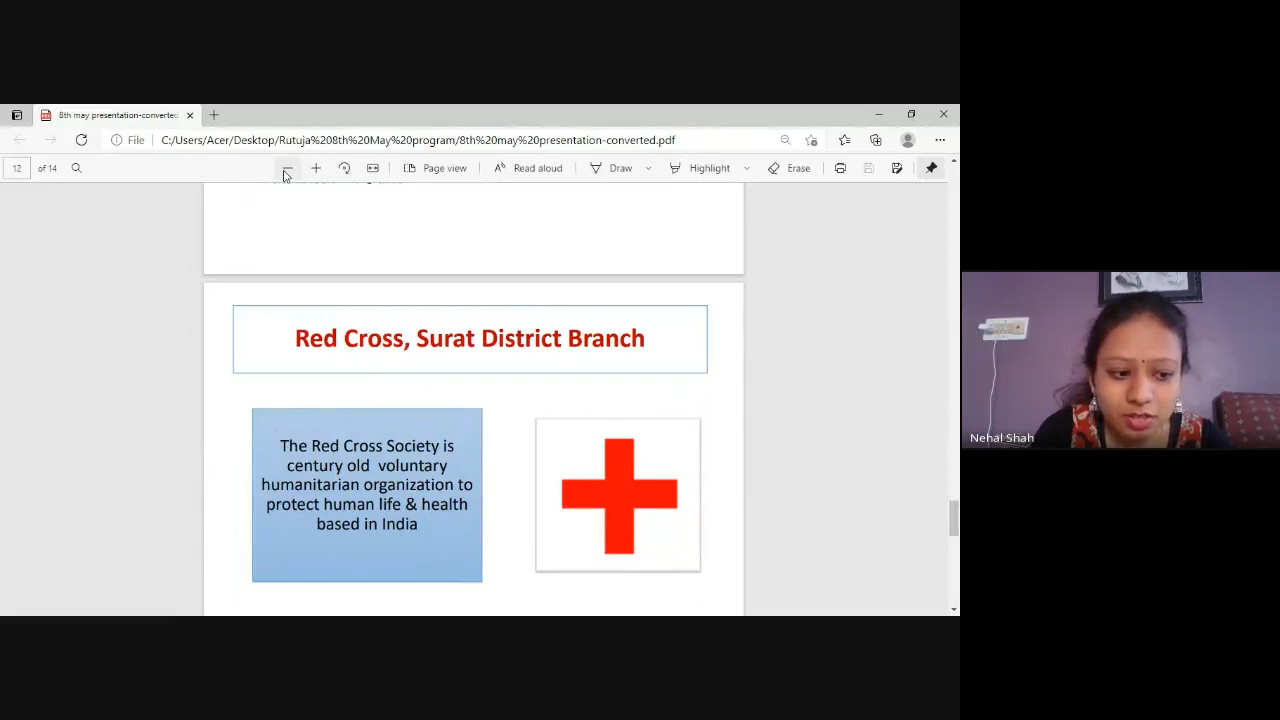 8th may presentation-converted
File
C:/Users/Acer/Desktop/Rutuja%208th%20May%20program/8th%20may%20presentation-converted.pdf
12 of 14
Page view
Read aloud
Draw
Highlight
Erase
Red Cross, Surat District Branch
The Red Cross Society is
century old voluntary
humanitarian organization to
protect human life & health
based in India
Nehal Shah